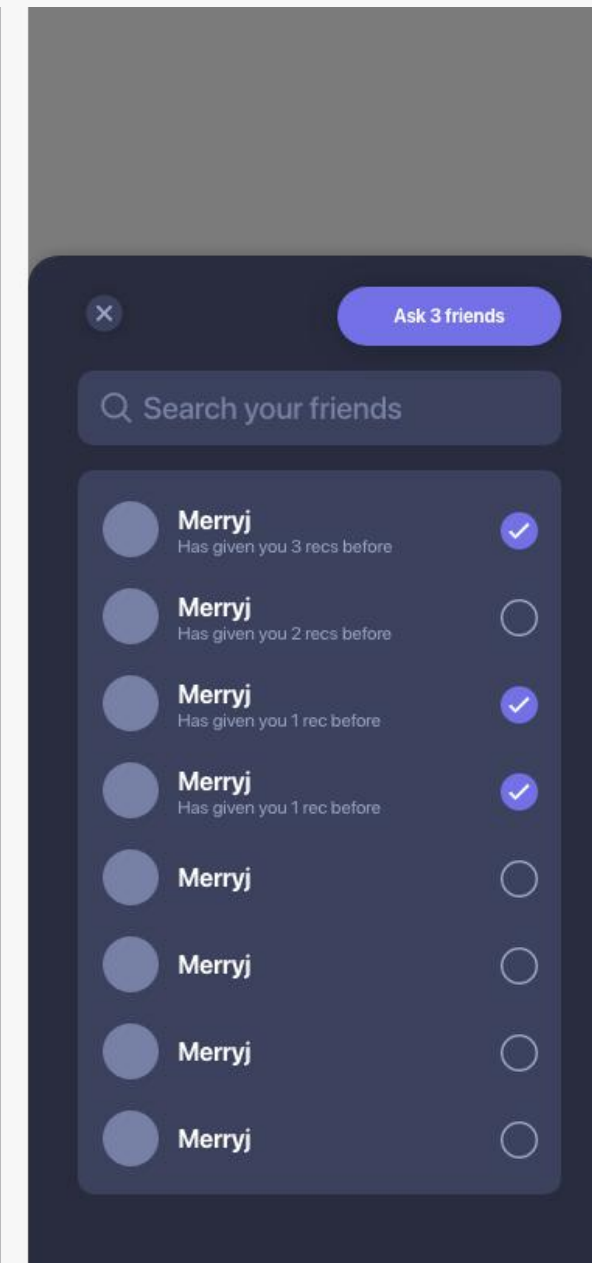 Ask 3 friends
Search your friends
Merryj
Has given you 3 recs before
Merryj
Has given you 2 recs before
Merryj
Has given you 1 rec before
Merryj
Has given you 1 rec before
Merryj
Merryj
Merryj
Merryj